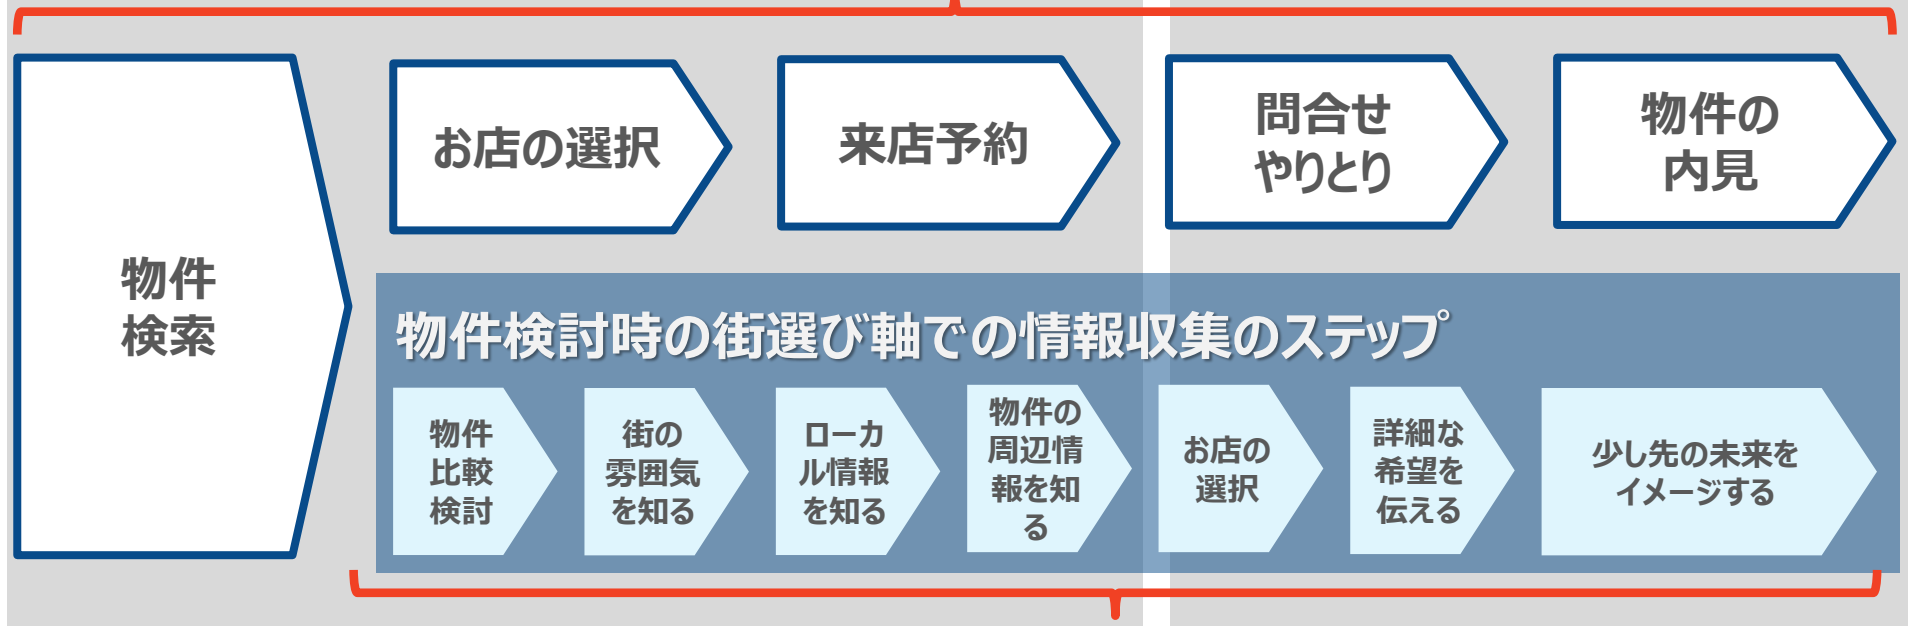 物件
検索
お店の選択
来店予約
問合せ
やりとり
物件の
内見
物件検討時の街選び軸での情報収集のステップ
物件
比較
検討
街の
雰囲気
を知る
ローカ
ル情報
を知る
物件の
周辺情
報を知
る
お店の
選択
詳細な
希望を
伝える
少し先の未来を
イメージする